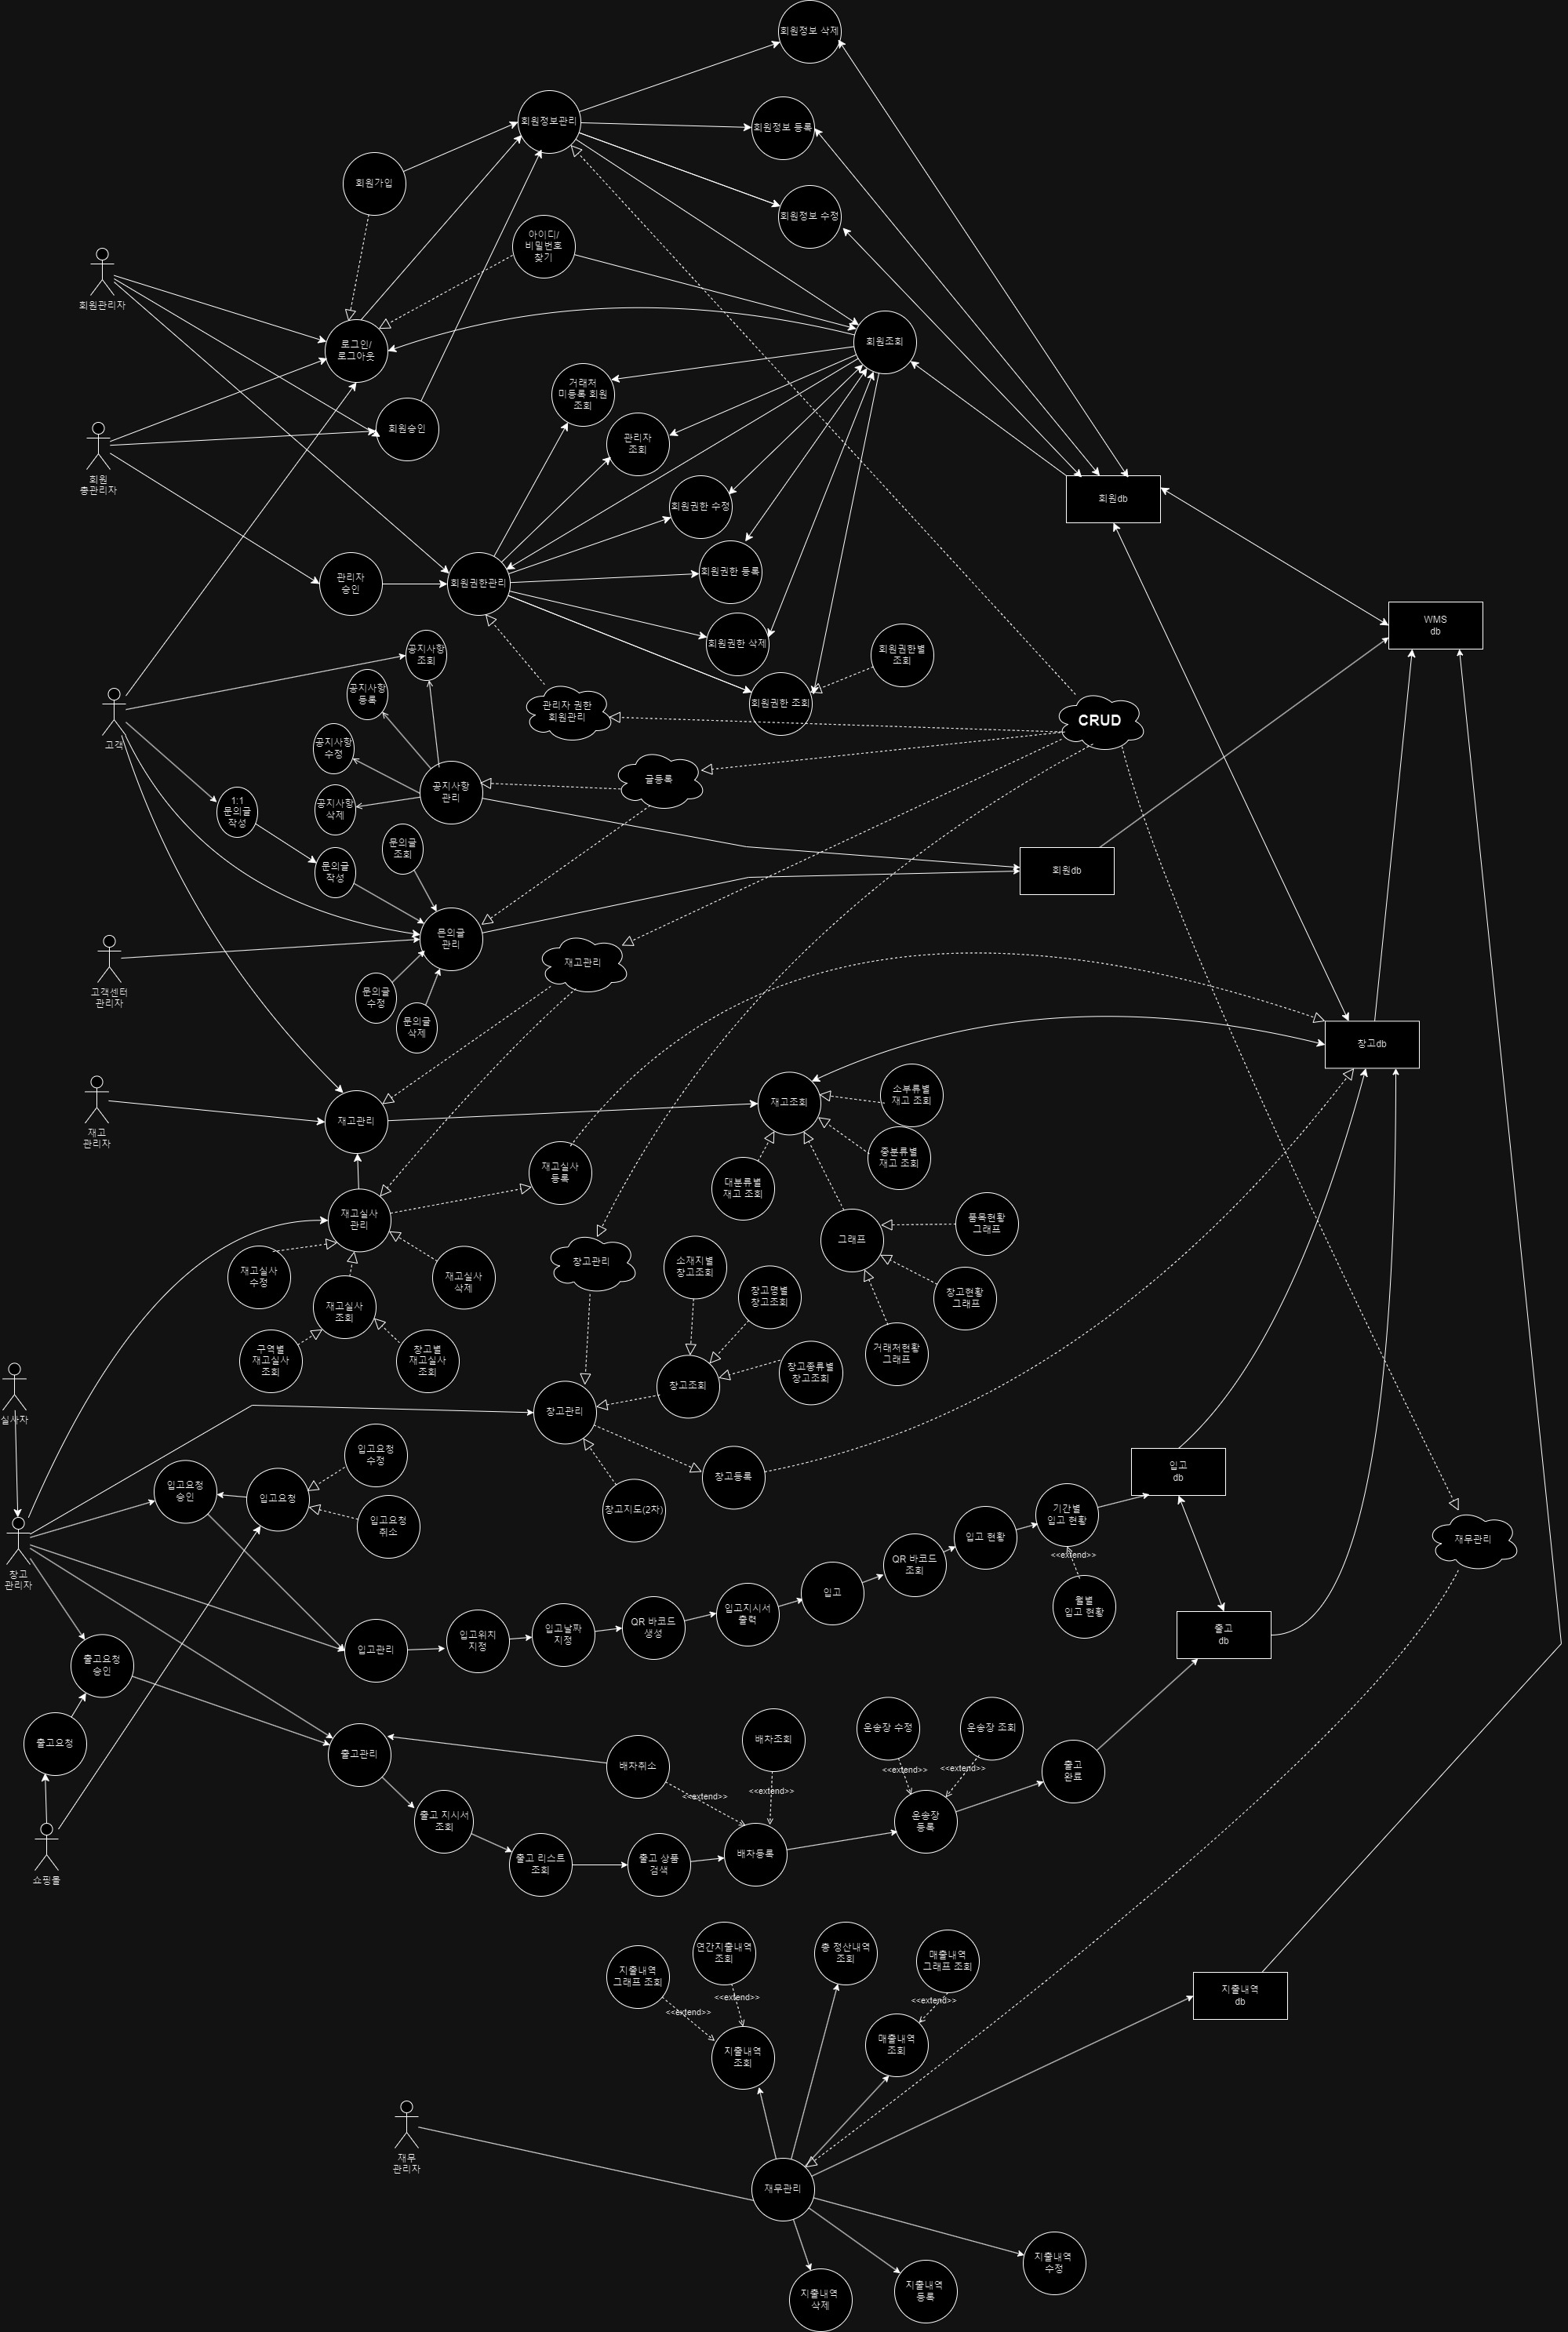 회원정보 삭제
회원정보관리
회원정보 등록
회원가입
회원정보 수정
아이디/
비밀번호
찾기
회원관리자
로그인/
로그아웃
회원조회
거래처
미등록 회원
조회
회원승인
관리자
조회
회원
총관리자
회원권한 수정
회원db
회원권한 등록
관리자
승인
회원권한관리
WMS
db
회원권한 삭제
공지사항
조회
회원권한별
조회
공지사항
등록
관리자 권한
회원관리
회원권한 조회
CRUD
고객
공지사항
수정
글등록
공지사항
관리
1:1
문의글
작성
공지사항
삭제
문의글
조회
문의글
작성
회원db
문의글
관리
재고관리
고객센터
관리자
문의글
수정
문의글
삭제
창고db
재고조회
소부류별
재고 조회
재고
관리자
재고관리
중분류별
재고 조회
재고실사
등록
대분류별
재고 조회
재고실사
관리
품목현황
그래프
그래프
창고관리
소재지별
창고조회
재고실사
수정
재고실사
삭제
창고명별
창고조회
창고현황
그래프
재고실사
조회
거래처현황
그래프
구역별
재고실사
조회
창고별
재고실사
조회
창고조회
창고종류별
창고조회
실사자
창고관리
입고요청
수정
입고
db
입고요청
승인
입고요청
창고등록
창고지도(2차)
입고요청
취소
기간별
입고 현황
입고 현황
재무관리
<<extend>>
QR 바코드
조회
창고
관리자
입고
월별
입고 현황
입고지시서
출력
QR 바코드
생성
입고날짜
지정
입고위치
지정
입고관리
출고
db
출고요청
승인
출고요청
출고관리
배차취소
배차조회
운송장 수정
운송장 조회
<<extend>>
<<extend>>
출고
완료
<<extend>>
<<extend>>
출고 지시서
조회
운송장
등록
배차등록
출고 리스트
조회
출고 상품
검색
쇼핑몰
연간지출내역
조회
총 정산내역
조회
매출내역
그래프 조회
지출내역
그래프 조회
지출내역
db
<<extend>>
<<extend>>
<<extend>>
지출내역
조회
매출내역
조회
재무
관리자
재무관리
지출내역
수정
지출내역
등록
지출내역
삭제